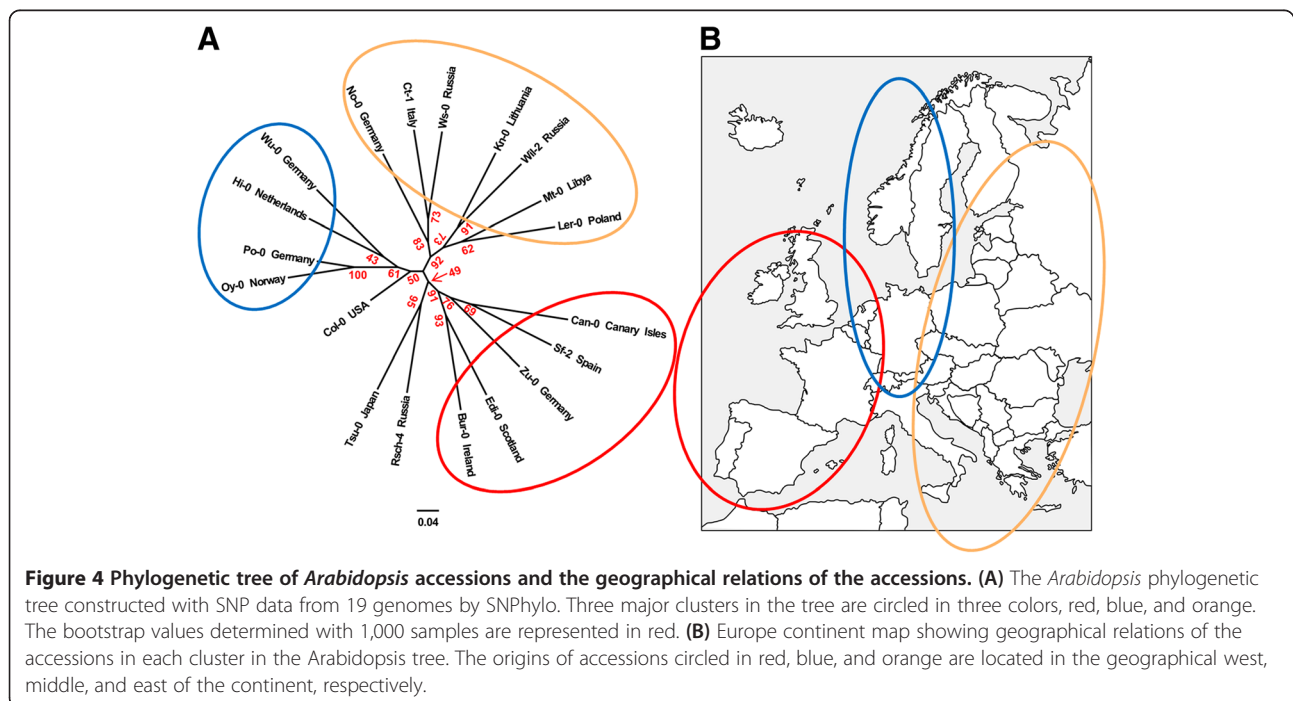 A
B
No-0 Germany
Ct-1 Italy
Ws-0 Russia
Kn-0 Lithuania
Wil-2 Russia
Mt-0 Libya
Ler-0 Poland
Wu-0 Germany
Hi-0 Netherlands
Po-0 Germany
Oy-0 Norway
Col-0 USA
Tsu-0 Japan
Rsch-4 Russia
Bur-0 Ireland
Edi-0 Scotland
Zu-0 Germany
Sf-2 Spain
Can-0 Canary Isles
83
73
73
91
62
92
49
43
61
100
50
95
91
93
76
69
0.04
Figure 4 Phylogenetic tree of Arabidopsis accessions and the geographical relations of the accessions. (A) The Arabidopsis phylogenetic
tree constructed with SNP data from 19 genomes by SNPhylo. Three major clusters in the tree are circled in three colors, red, blue, and orange.
The bootstrap values determined with 1,000 samples are represented in red. (B) Europe continent map showing geographical relations of the
accessions in each cluster in the Arabidopsis tree. The origins of accessions circled in red, blue, and orange are located in the geographical west,
middle, and east of the continent, respectively.